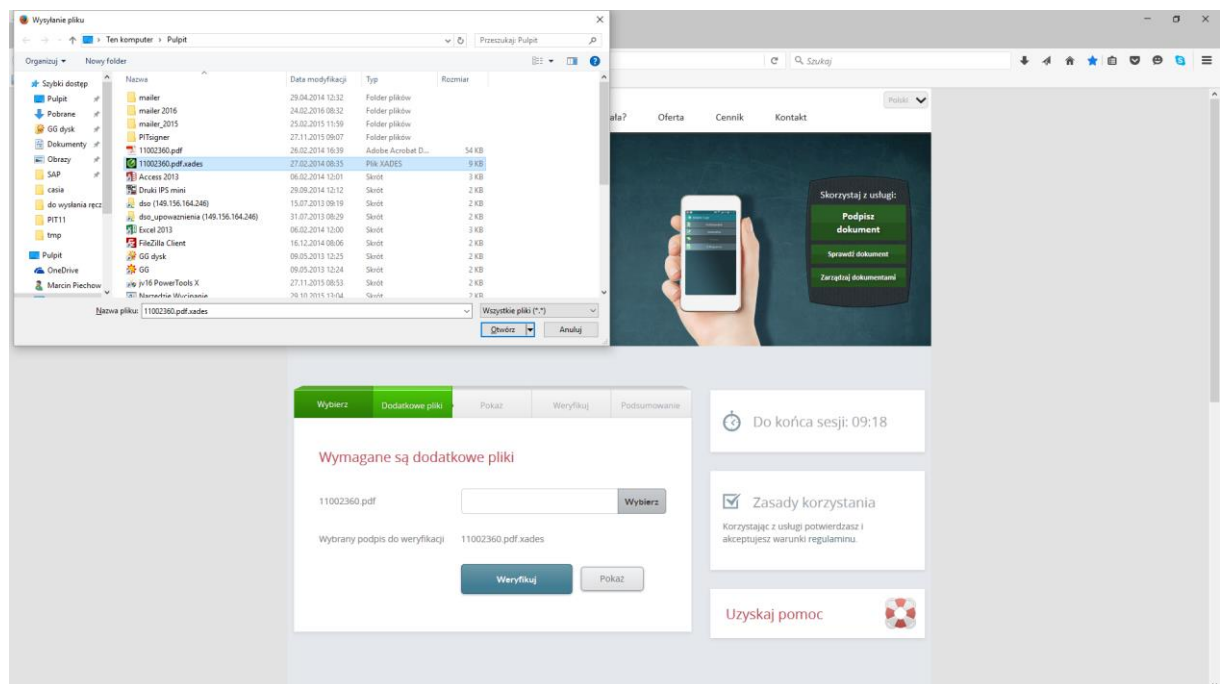 Wysyłanie pliku
Ten komputer › Pulpit
Przeszukaj: Pulpit
Organizuj
Nowy folder
Szybki dostęp
Pulpit
Pobrane
GG dysk
Dokumenty
Obrazy
SAP
casia
do wysłania ręcz
PIT11
tmp
Pulpit
OneDrive
Marcin Piechow
Nazwa Data modyfikacji Typ Rozmiar
mailer 29.04.2014 12:32 Folder plików
mailer 2016 24.02.2016 08:32 Folder plików
mailer_2015 25.02.2015 11:59 Folder plików
PITsigner 27.11.2015 09:07 Folder plików
11002360.pdf 26.02.2014 16:39 Adobe Acrobat D... 54 KB
11002360.pdf.xades 27.02.2014 08:35 Plik XADES 9 KB
Access 2013 06.02.2014 12:01 Skrót 3 KB
Druki IPS mini 29.09.2014 12:12 Skrót 2 KB
dso (149.156.164.246) 15.07.2013 09:19 Skrót 2 KB
dso_upowaznienia (149.156.164.246) 31.07.2013 08:29 Skrót 2 KB
Excel 2013 06.02.2014 12:00 Skrót 3 KB
FileZilla Client 16.12.2014 08:06 Skrót 2 KB
GG dysk 09.05.2013 12:25 Skrót 2 KB
GG 09.05.2013 12:24 Skrót 2 KB
jv16 PowerTools X 27.11.2015 08:53 Skrót 2 KB
Narzędzie Wycinanie 29.10.2015 13:04 Skrót 2 KB
Nazwa pliku: 11002360.pdf.xades
Wszystkie pliki (*.*)
Otwórz
Anuluj
Szukaj
Polski
ała? Oferta Cennik Kontakt
Skorzystaj z usługi:
Podpisz
dokument
Sprawdź dokument
Zarządzaj dokumentami
Wybierz Dodatkowe pliki Pokaż Weryfikuj Podsumowanie
Wymagane są dodatkowe pliki
11002360.pdf
Wybierz
Wybrany podpis do weryfikacji 11002360.pdf.xades
Weryfikuj
Pokaż
Do końca sesji: 09:18
Zasady korzystania
Korzystając z usługi potwierdzasz i
akceptujesz warunki regulaminu.
Uzyskaj pomoc